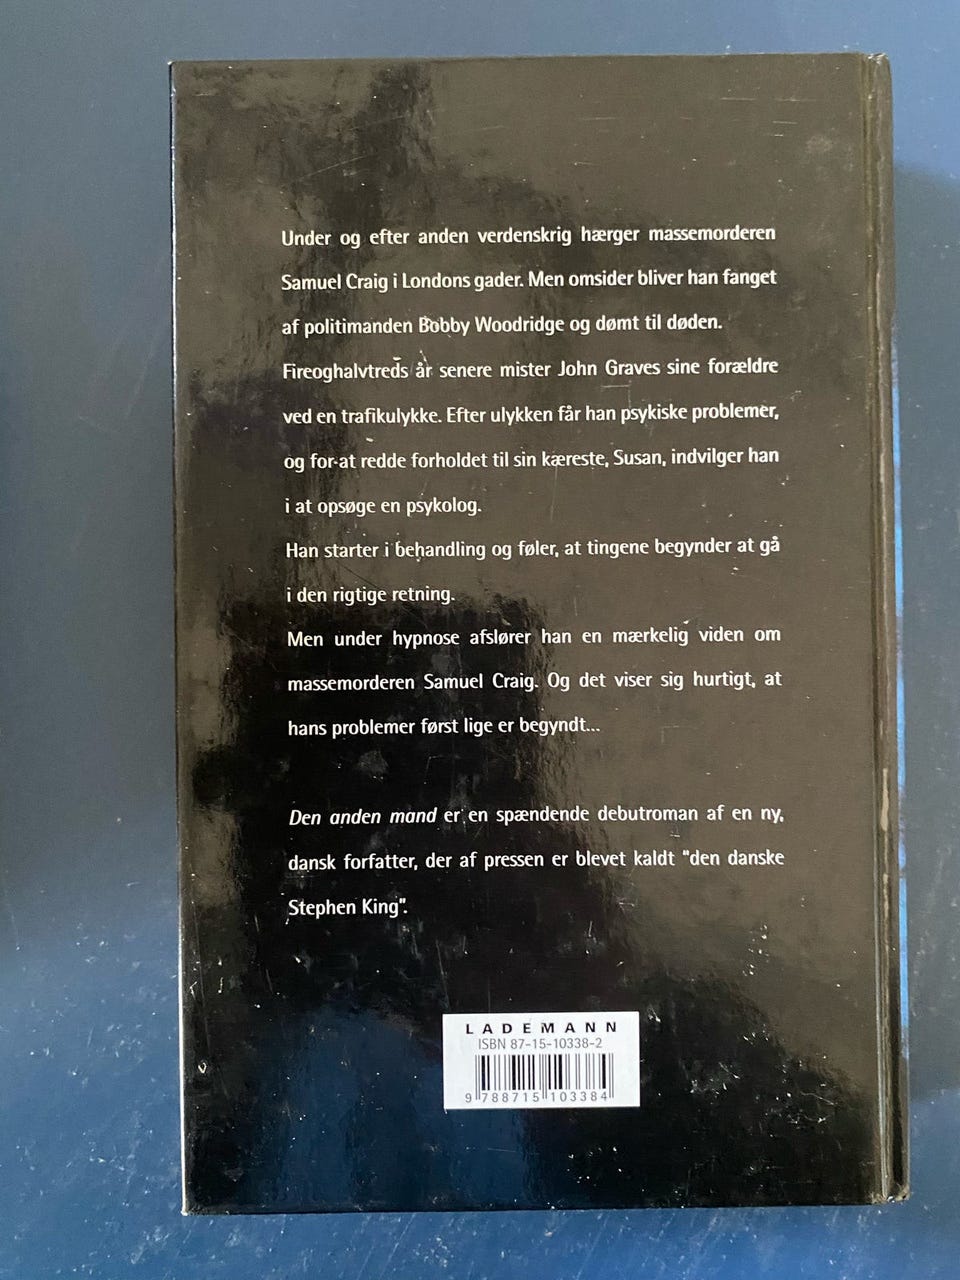 Under og efter anden verdenskrig hærger massemorderen
Samuel Craig i Londons gader. Men omsider bliver han fanget
af politimanden Bobby Woodridge og dømt til døden.
Fireoghalvtreds år senere mister John Graves sine forældre
ved en trafikulykke. Efter ulykken får han psykiske problemer,
og for at redde forholdet til sin kæreste, Susan, indvilger han
i at opsøge en psykolog.
Han starter i behandling og føler, at tingene begynder at gå
i den rigtige retning.
Men under hypnose afslører han en mærkelig viden om
massemorderen Samuel Craig. Og det viser sig hurtigt, at
hans problemer først lige er begyndt...
Den anden mand er en spændende debutroman af en ny,
dansk forfatter, der af pressen er blevet kaldt "den danske
Stephen King".
LADEMANN
ISBN 87-15-10338-2
9 788715 103384